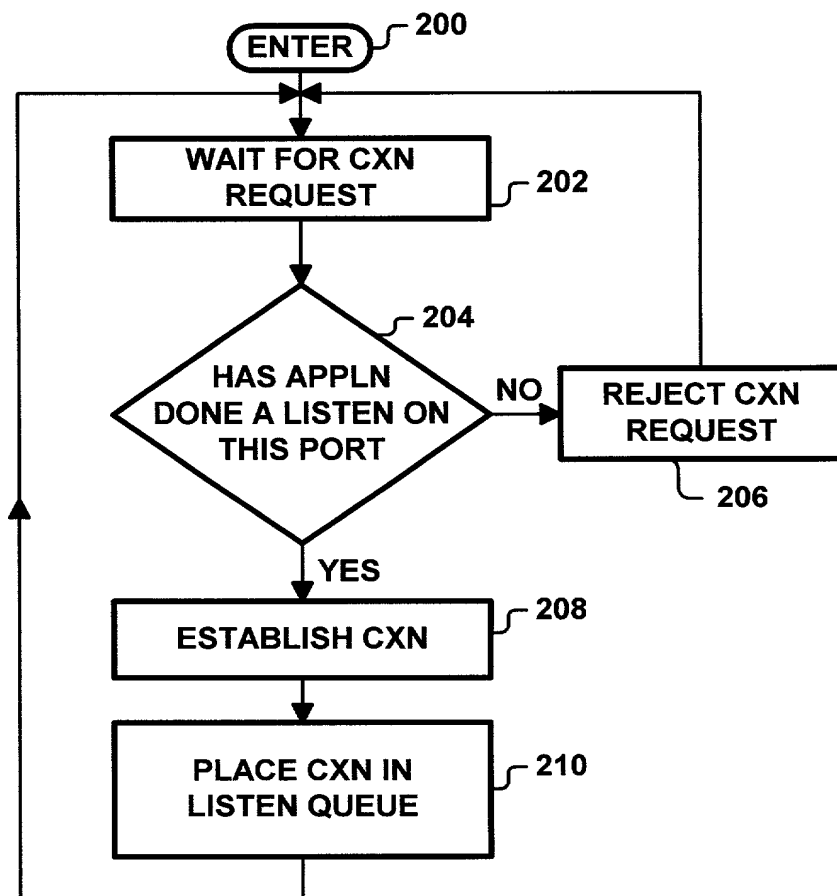 200
ENTER
WAIT FOR CXN
REQUEST
202
204
HAS APPLN
DONE A LISTEN ON
THIS PORT
NO
REJECT CXN
REQUEST
206
YES
208
ESTABLISH CXN
210
PLACE CXN IN
LISTEN QUEUE